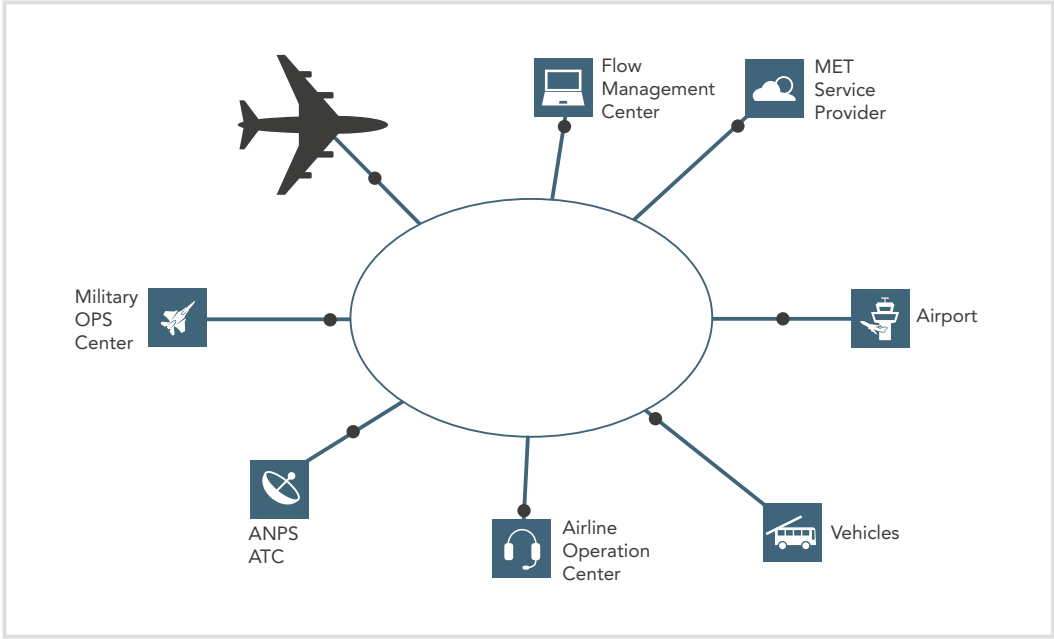 Flow
Management
Center
MET
Service
Provider
Military
OPS
Center
Airport
ANPS
ATC
Airline
Operation
Center
Vehicles